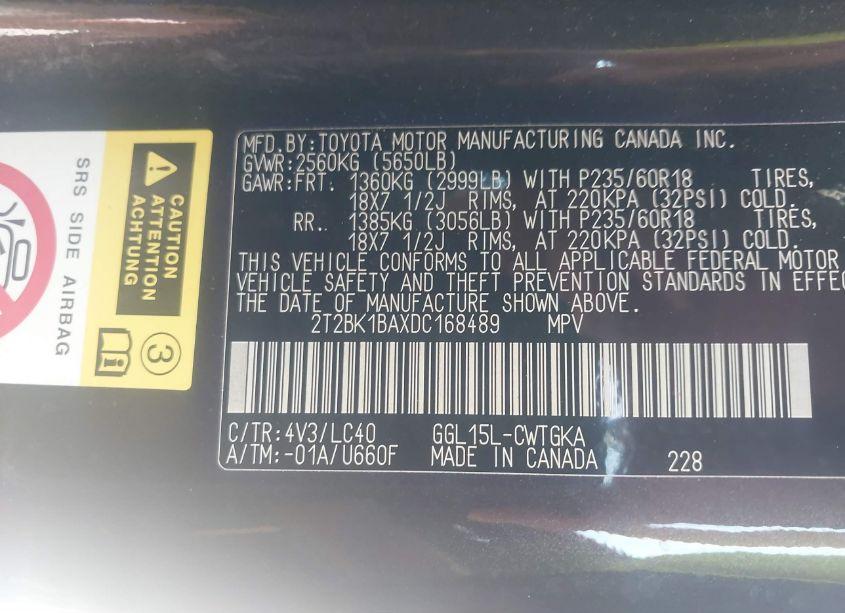 SRS SIDE AIRBAG
CAUTION
ATTENTION
ACHTUNG
3
MFD.BY:TOYOTA MOTOR MANUFACTURING CANADA INC.
GVWR:2560KG (5650LB)
GAWR:FRT. 1360KG (2999LB) WITH P235/60R18 TIRES,
18X7 1/2J RIMS, AT 220KPA (32PSI) COLD.
RR.. 1385KG (3056LB) WITH P235/60R18 TIRES,
18X7 1/2J RIMS, AT 220KPA (32PSI) COLD.
THIS VEHICLE CONFORMS TO ALL APPLICABLE FEDERAL MOTOR
VEHICLE SAFETY AND THEFT PREVENTION STANDARDS IN EFFEC
THE DATE OF MANUFACTURE SHOWN ABOVE.
2T2BK1BAXDC168489 MPV
C/TR:4V3/LC40 GGL15L-CWTGKA
A/TM:-01A/U660F MADE IN CANADA 228